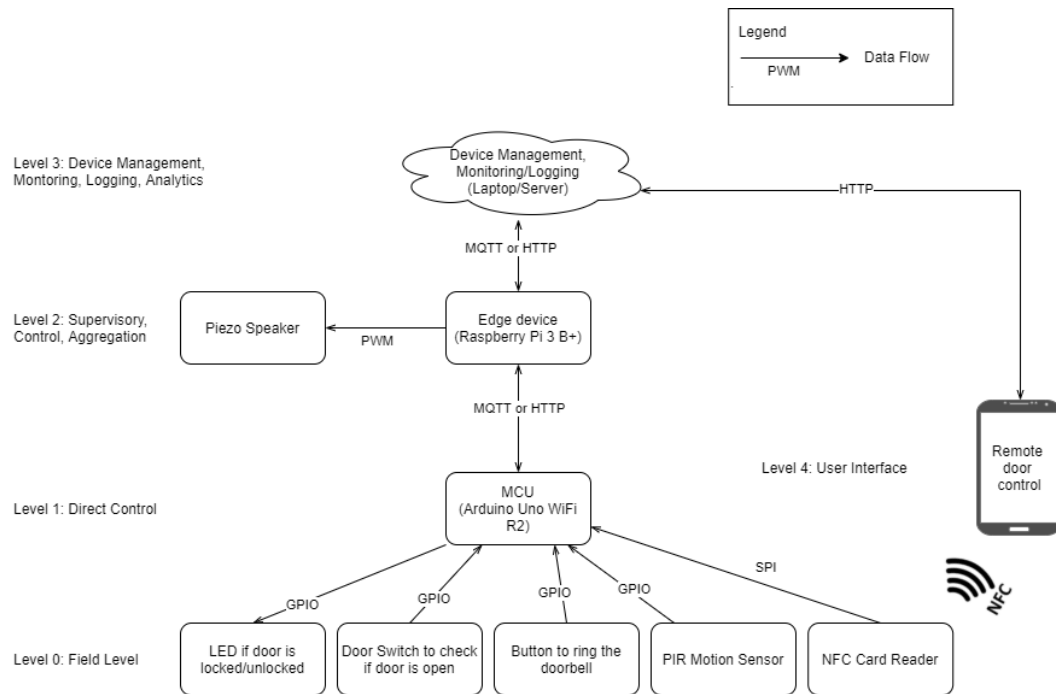 Legend
PWM
Data Flow
Level 3: Device Management,
Montoring, Logging, Analytics
Device Management,
Monitoring/Logging
(Laptop/Server)
HTTP
MQTT or HTTP
Level 2: Supervisory,
Control, Aggregation
Piezo Speaker
PWM
Edge device
(Raspberry Pi 3 B+)
MQTT or HTTP
Level 4: User Interface
Remote
door
control
Level 1: Direct Control
MCU
(Arduino Uno WiFi
R2)
GPIO
GPIO
GPIO
GPIO
SPI
NFC
Level 0: Field Level
LED if door is
locked/unlocked
Door Switch to check
if door is open
Button to ring the
doorbell
PIR Motion Sensor
NFC Card Reader